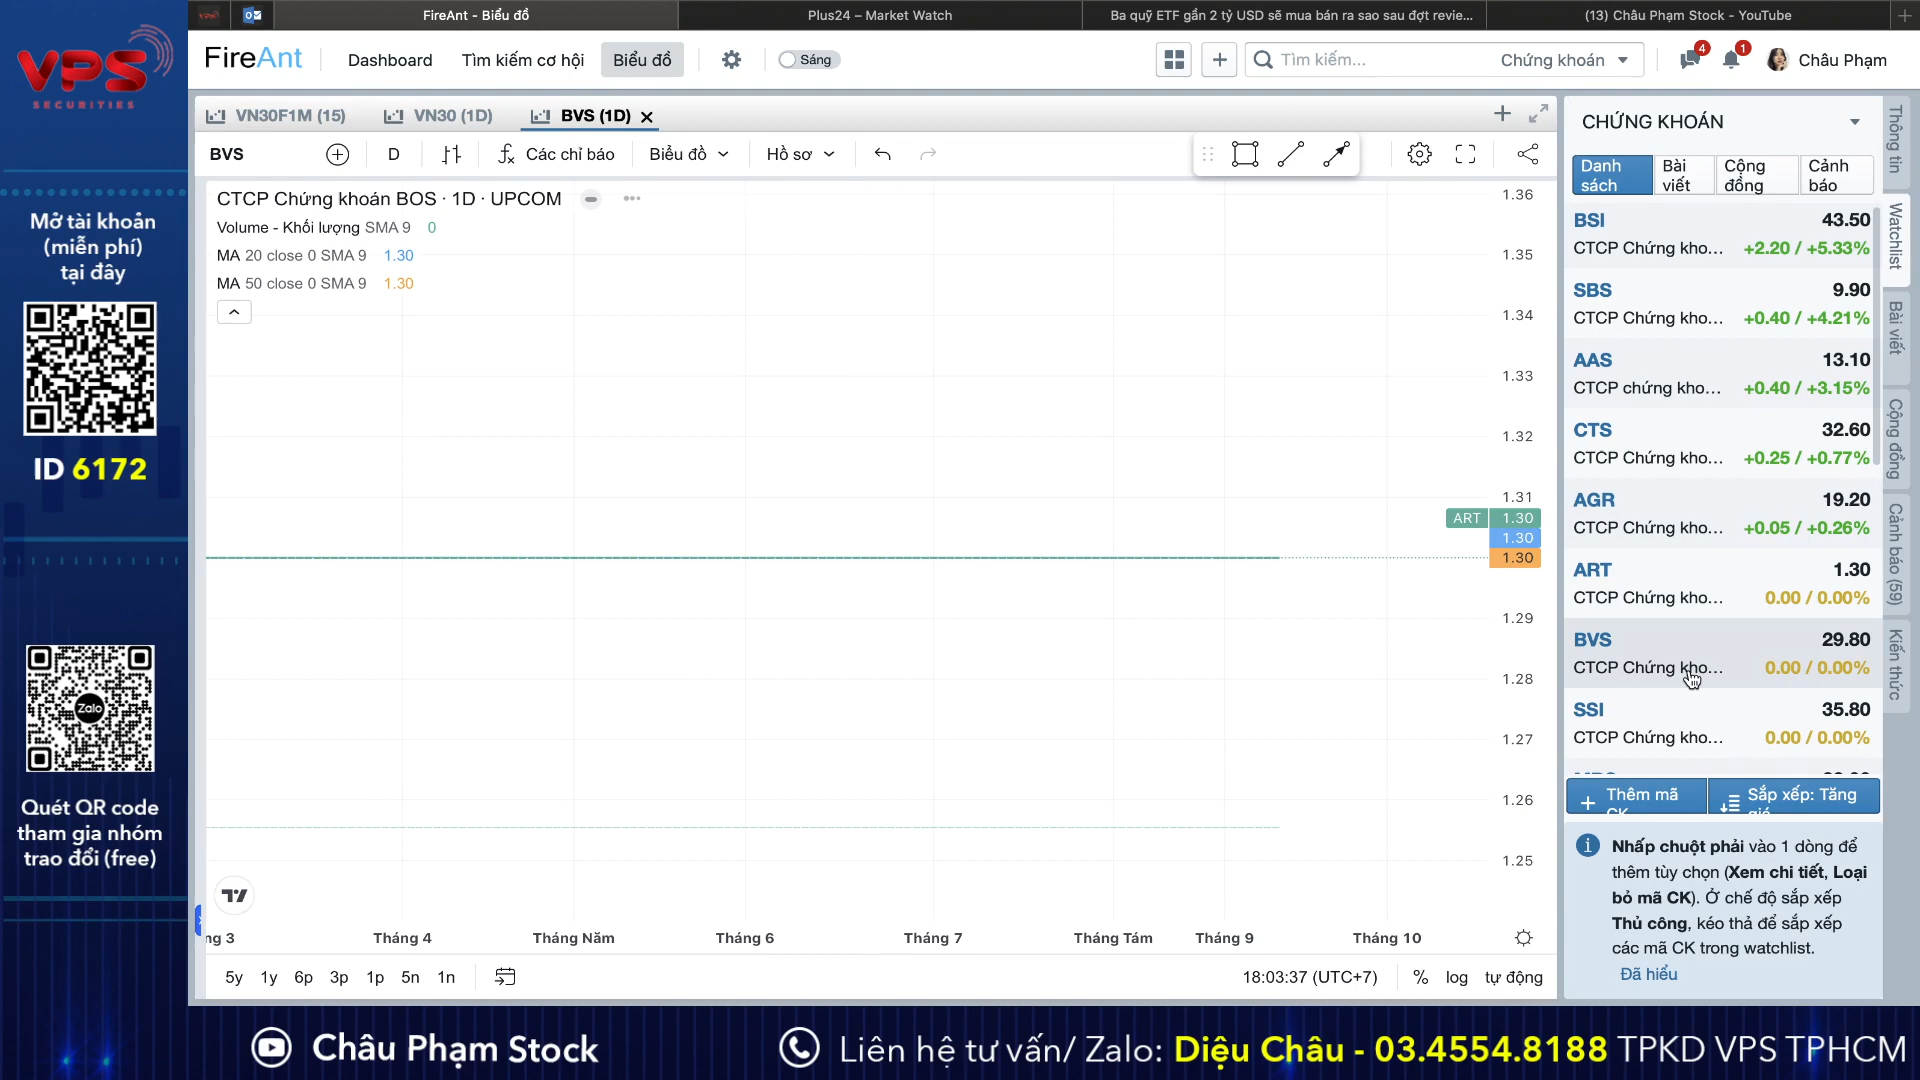 FireAnt - Biểu đồ
Plus24 – Market Watch
Ba quỹ ETF gần 2 tỷ USD sẽ mua bán ra sao sau đợt revie...
(13) Châu Phạm Stock - YouTube
VPS
SECURITIES
Mở tài khoản
(miễn phí)
tại đây
ID 6172
Zalo
Quét QR code
tham gia nhóm
trao đổi (free)
FireAnt
Dashboard
Tìm kiếm cơ hội
Biểu đồ
Sáng
Tìm kiếm...
Chứng khoán
4
1
Châu Phạm
VN30F1M (15)
VN30 (1D)
BVS (1D)
BVS
D
Các chỉ báo
Biểu đồ
Hồ sơ
CTCP Chứng khoán BOS · 1D · UPCOM
Volume - Khối lượng SMA 9 0
MA 20 close 0 SMA 9 1.30
MA 50 close 0 SMA 9 1.30
1.36
1.35
1.34
1.33
1.32
1.31
ART 1.30
1.30
1.30
1.29
1.28
1.27
1.26
1.25
ng 3
Tháng 4
Tháng Năm
Tháng 6
Tháng 7
Tháng Tám
Tháng 9
Tháng 10
5y 1y 6p 3p 1p 5n 1n
18:03:37 (UTC+7)
% log tự động
CHỨNG KHOÁN
Danh sách
Bài viết
Cộng đồng
Cảnh báo
BSI 43.50
CTCP Chứng kho... +2.20 / +5.33%
SBS 9.90
CTCP Chứng kho... +0.40 / +4.21%
AAS 13.10
CTCP chứng kho... +0.40 / +3.15%
CTS 32.60
CTCP Chứng kho... +0.25 / +0.77%
AGR 19.20
CTCP Chứng kho... +0.05 / +0.26%
ART 1.30
CTCP Chứng kho... 0.00 / 0.00%
BVS 29.80
CTCP Chứng kho... 0.00 / 0.00%
SSI 35.80
CTCP Chứng kho... 0.00 / 0.00%
Thêm mã CK
Sắp xếp: Tăng giá
Nhấp chuột phải vào 1 dòng để
thêm tùy chọn (Xem chi tiết, Loại
bỏ mã CK). Ở chế độ sắp xếp
Thủ công, kéo thả để sắp xếp
các mã CK trong watchlist.
Đã hiểu
Thông tin
Watchlist
Bài viết
Cộng đồng
Cảnh báo (59)
Kiến thức
Châu Phạm Stock
Liên hệ tư vấn/ Zalo: Diệu Châu - 03.4554.8188 TPKD VPS TPHCM